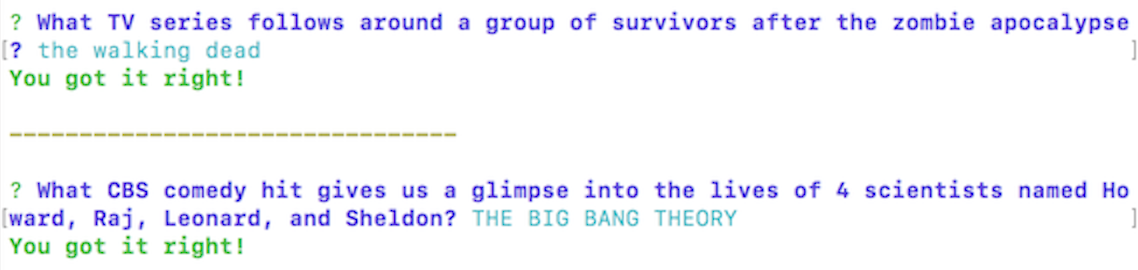 ? What TV series follows around a group of survivors after the zombie apocalypse
[? the walking dead ]
You got it right!
---------------------------------
? What CBS comedy hit gives us a glimpse into the lives of 4 scientists named Ho
[ward, Raj, Leonard, and Sheldon? THE BIG BANG THEORY ]
You got it right!